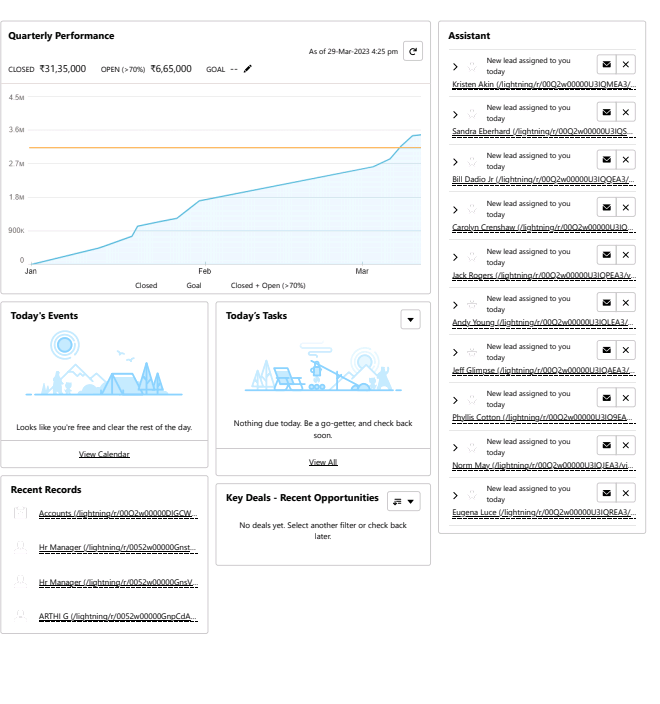 Quarterly Performance
As of 29-Mar-2023 4:25 pm
CLOSED ₹31,35,000 OPEN (>70%) ₹6,65,000 GOAL --
4.5M
3.6M
2.7M
1.8M
900K
0
Jan Feb Mar
Closed Goal Closed + Open (>70%)
Today's Events
Looks like you're free and clear the rest of the day.
View Calendar
Today's Tasks
Nothing due today. Be a go-getter, and check back
soon.
View All
Recent Records
Accounts (/lightning/r/00O2w00000DIGCW...
Hr Manager (/lightning/r/0052w00000Gnst...
Hr Manager (/lightning/r/0052w00000GnsV...
ARTHI G (/lightning/r/0052w00000GnpCdA...
Key Deals - Recent Opportunities
No deals yet. Select another filter or check back
later.
Assistant
New lead assigned to you
today
Kristen Akin (/lightning/r/00Q2w00000U3IQMEA3/...
New lead assigned to you
today
Sandra Eberhard (/lightning/r/00Q2w00000U3IQS...
New lead assigned to you
today
Bill Dadio Jr (/lightning/r/00Q2w00000U3IQQEA3/...
New lead assigned to you
today
Carolyn Crenshaw (/lightning/r/00Q2w00000U3IQ...
New lead assigned to you
today
Jack Rogers (/lightning/r/00Q2w00000U3IQPEA3/v...
New lead assigned to you
today
Andy Young (/lightning/r/00Q2w00000U3IQLEA3/...
New lead assigned to you
today
Jeff Glimpse (/lightning/r/00Q2w00000U3IQAEA3/...
New lead assigned to you
today
Phyllis Cotton (/lightning/r/00Q2w00000U3IQ9EA...
New lead assigned to you
today
Norm May (/lightning/r/00Q2w00000U3IQJEA3/vi...
New lead assigned to you
today
Eugena Luce (/lightning/r/00Q2w00000U3IQREA3/...